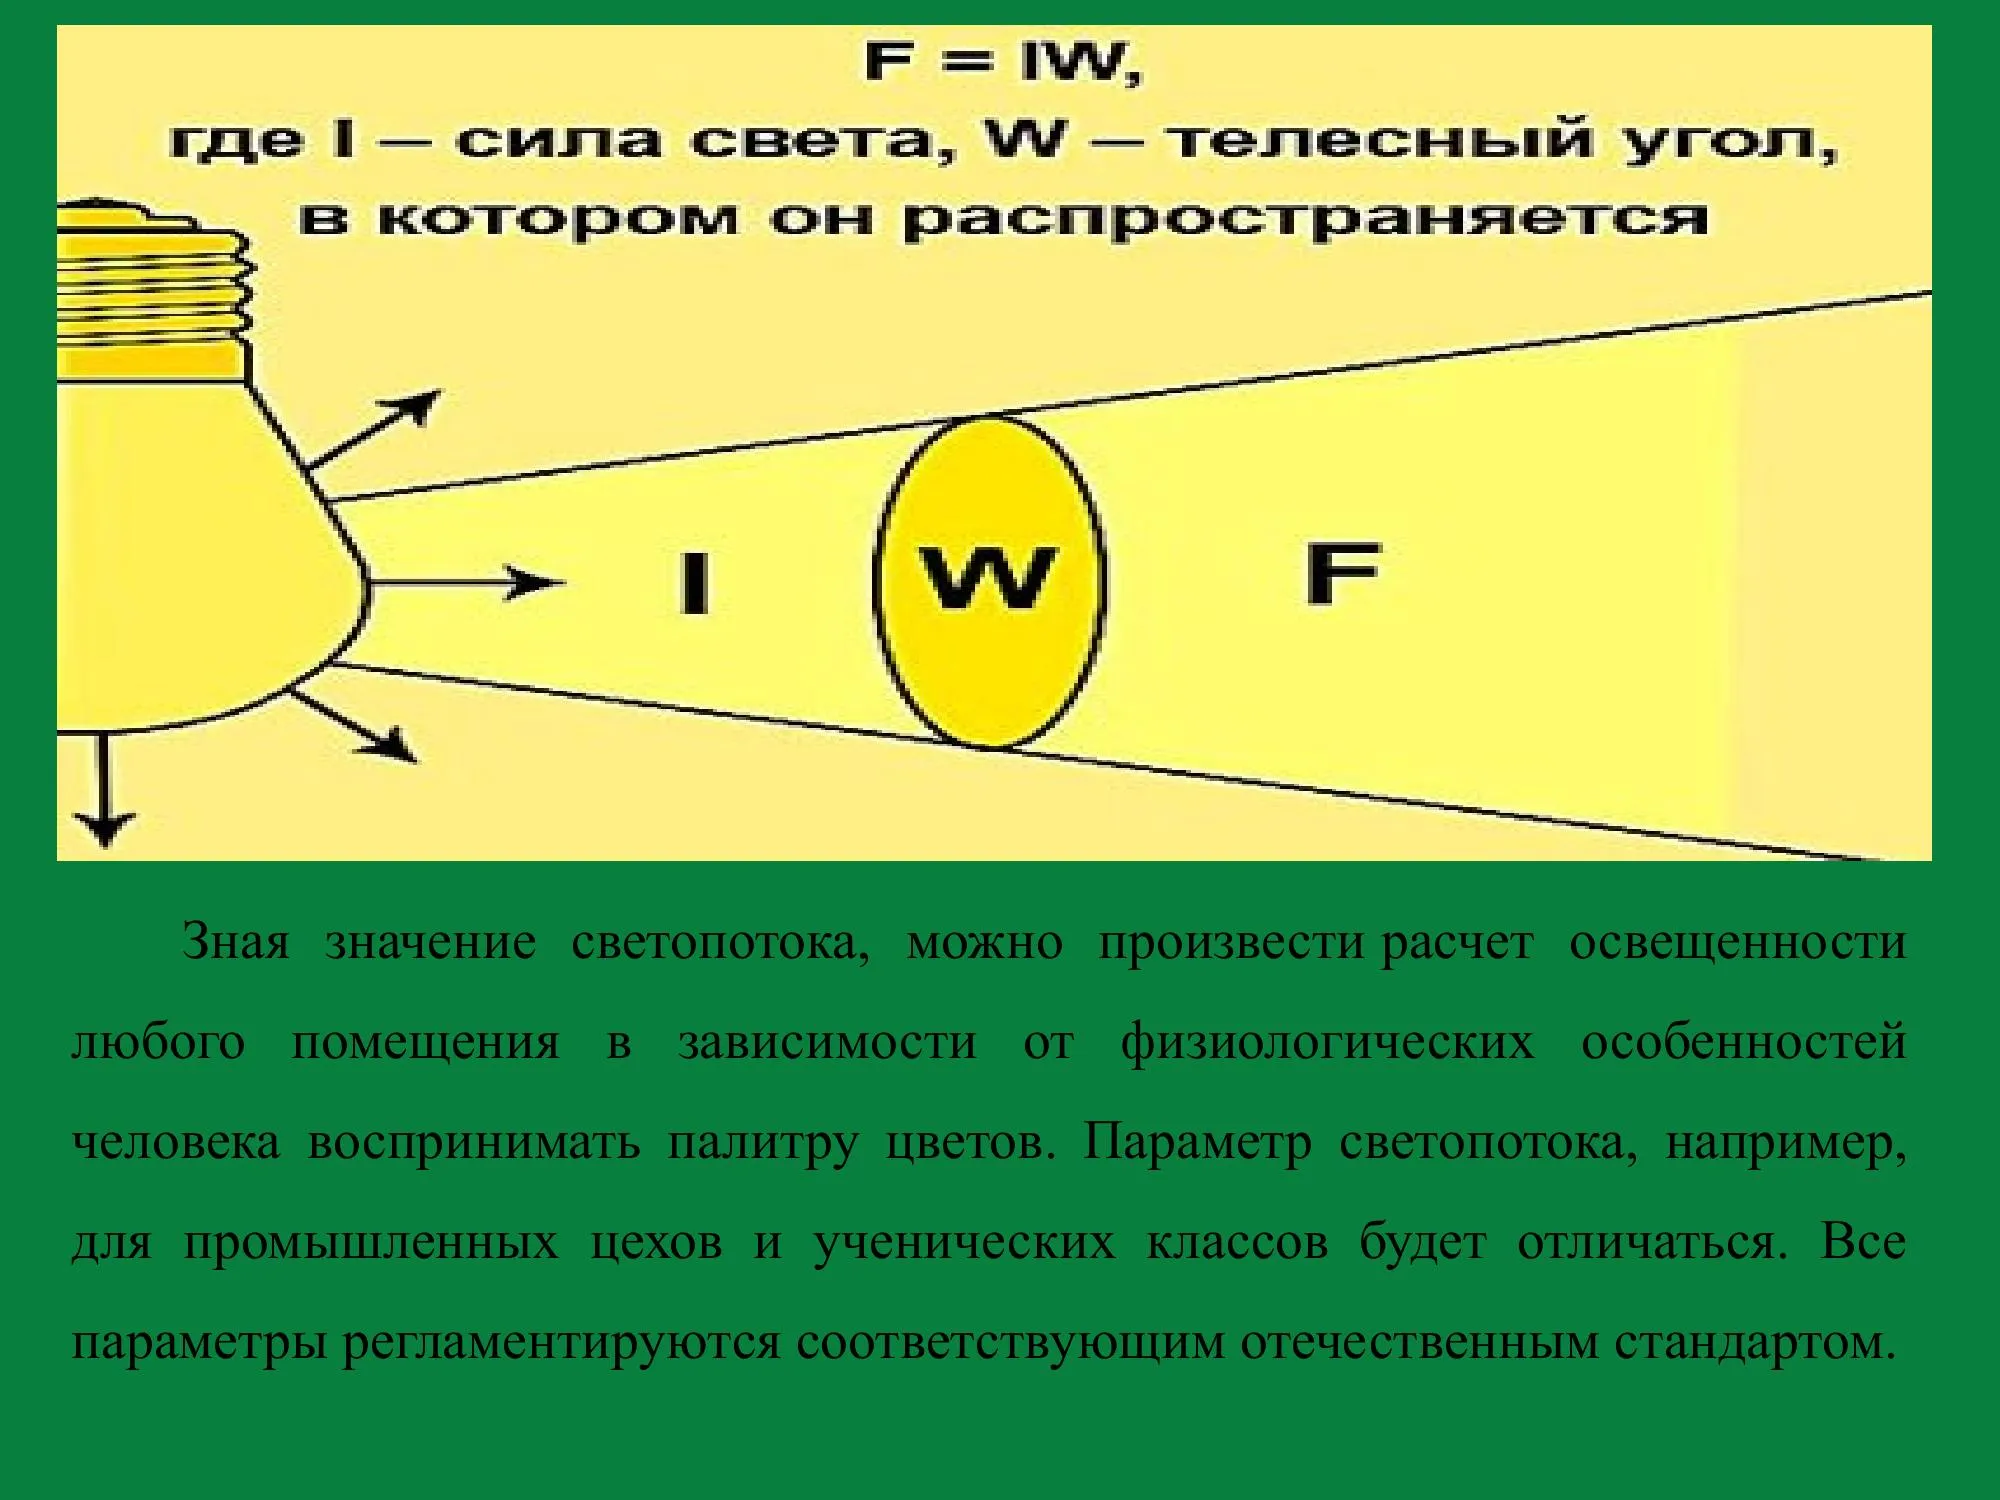 F = IW,
где I – сила света, W – телесный угол,
в котором он распространяется
I
W
F
Зная значение светопотока, можно произвести расчет освещенности
любого помещения в зависимости от физиологических особенностей
человека воспринимать палитру цветов. Параметр светопотока, например,
для промышленных цехов и ученических классов будет отличаться. Все
параметры регламентируются соответствующим отечественным стандартом.